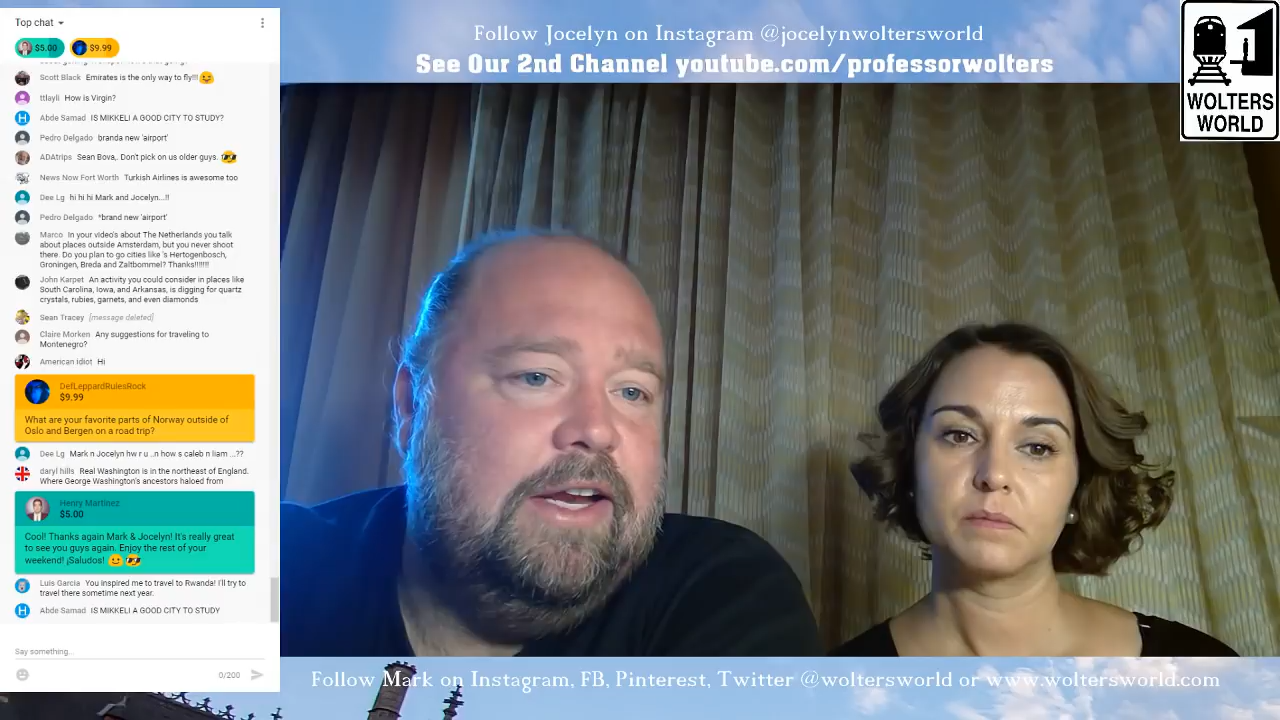 Top chat
$5.00 $9.99
Scott Black Emirates is the only way to fly!!!
ttlayli How is Virgin?
Abde Samad IS MIKKELI A GOOD CITY TO STUDY?
Pedro Delgado branda new 'airport'
ADAtrips Sean Bova,. Don't pick on us older guys.
News Now Fort Worth Turkish Airlines is awesome too
Dee Lg hi hi hi Mark and Jocelyn...!!
Pedro Delgado *brand new 'airport'
Marco In your video's about The Netherlands you talk
about places outside Amsterdam, but you never shoot
there. Do you plan to go cities like 's Hertogenbosch,
Groningen, Breda and Zaltbommel? Thanks!!!!!!!
John Karpet An activity you could consider in places like
South Carolina, Iowa, and Arkansas, is digging for quartz
crystals, rubies, garnets, and even diamonds
Sean Tracey [message deleted]
Claire Morken Any suggestions for traveling to
Montenegro?
American idiot Hi
DefLeppardRulesRock
$9.99
What are your favorite parts of Norway outside of
Oslo and Bergen on a road trip?
Dee Lg Mark n Jocelyn hw r u ..n how s caleb n liam ...??
daryl hills Real Washington is in the northeast of England.
Where George Washington's ancestors haled from
Henry Martinez
$5.00
Cool! Thanks again Mark & Jocelyn! It's really great
to see you guys again. Enjoy the rest of your
weekend! ¡Saludos!
Luis Garcia You inspired me to travel to Rwanda! I'll try to
travel there sometime next year.
Abde Samad IS MIKKELI A GOOD CITY TO STUDY
Say something...
0/200
Follow Jocelyn on Instagram @jocelynwoltersworld
See Our 2nd Channel youtube.com/professorwolters
WOLTERS
WORLD
Follow Mark on Instagram, FB, Pinterest, Twitter @woltersworld or www.woltersworld.com